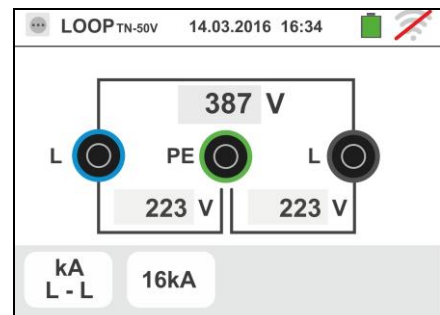 LOOP TN-50V 14.03.2016 16:34
387 V
L PE L
223 V 223 V
kA 16kA
L - L